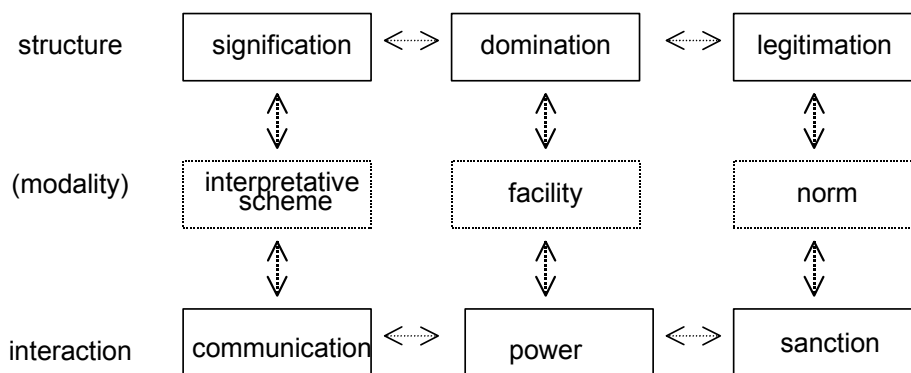 structure signification domination legitimation
(modality) interpretative
scheme facility norm
interaction communication power sanction